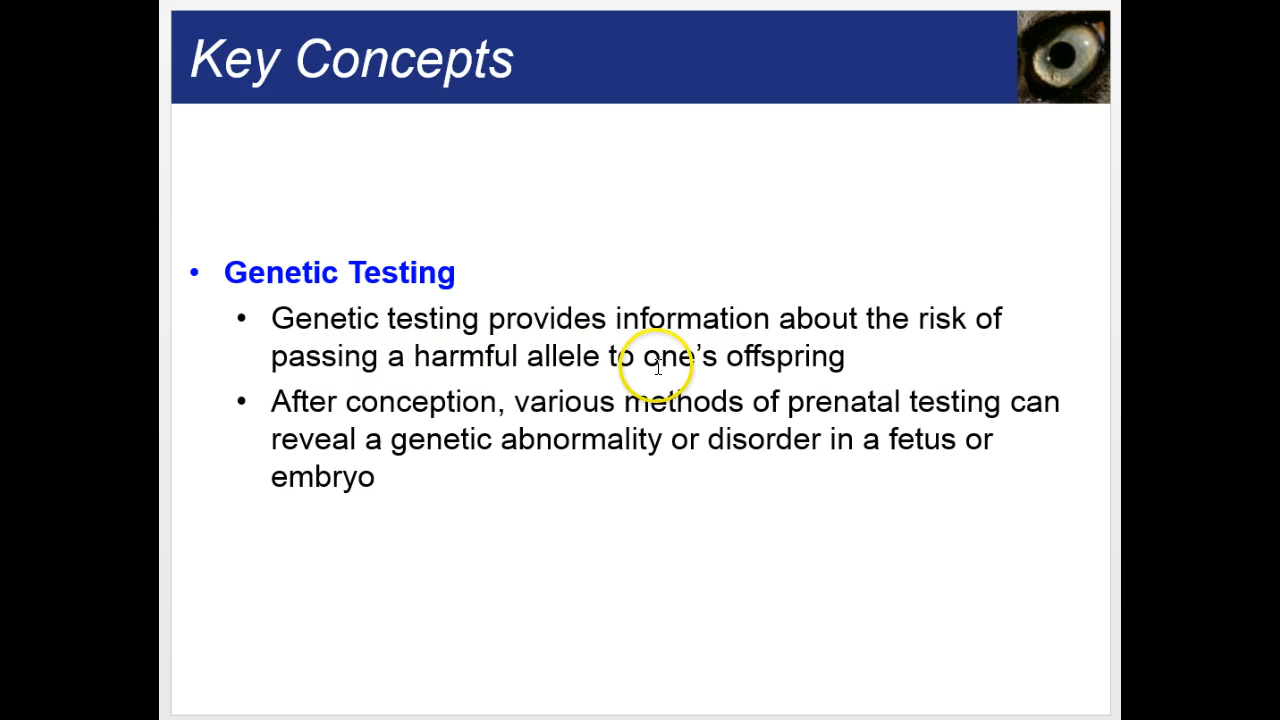 Key Concepts
• Genetic Testing
• Genetic testing provides information about the risk of
passing a harmful allele to one’s offspring
• After conception, various methods of prenatal testing can
reveal a genetic abnormality or disorder in a fetus or
embryo